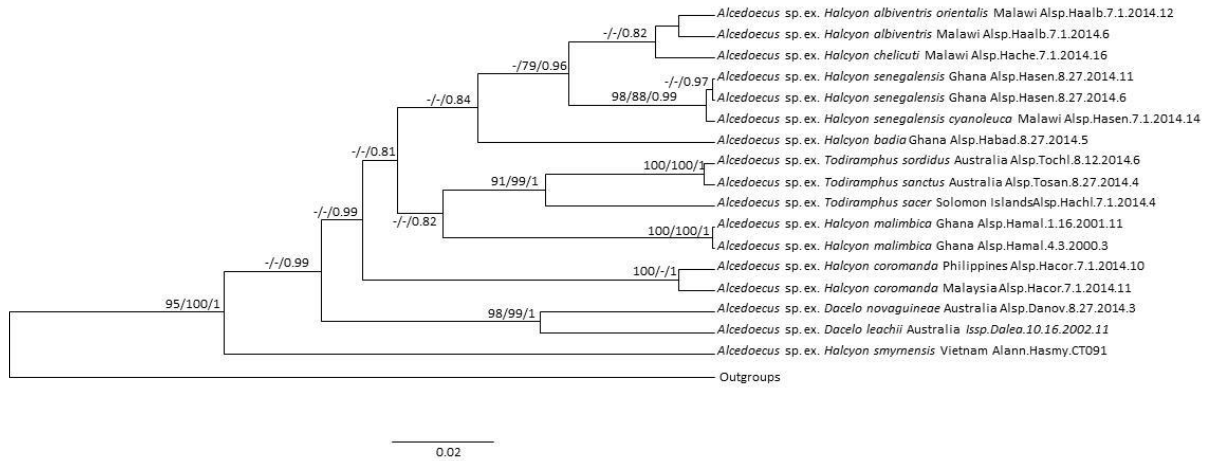 Alcedoecus sp. ex. Halcyon albiventris orientalis Malawi Alsp.Haalb.7.1.2014.12
-/-/0.82
Alcedoecus sp. ex. Halcyon albiventris Malawi Alsp.Haalb.7.1.2014.6
Alcedoecus sp. ex. Halcyon chelicuti Malawi Alsp.Hache.7.1.2014.16
-/79/0.96
Alcedoecus sp. ex. Halcyon senegalensis Ghana Alsp.Hasen.8.27.2014.11
-/-/0.97
-/-/0.84
98/88/0.99
Alcedoecus sp. ex. Halcyon senegalensis Ghana Alsp.Hasen.8.27.2014.6
Alcedoecus sp. ex. Halcyon senegalensis cyanoleuca Malawi Alsp.Hasen.7.1.2014.14
Alcedoecus sp. ex. Halcyon badia Ghana Alsp.Habad.8.27.2014.5
-/-/0.81
Alcedoecus sp. ex. Todiramphus sordidus Australia Alsp.Tochl.8.12.2014.6
100/100/1
91/99/1
Alcedoecus sp. ex. Todiramphus sanctus Australia Alsp.Tosan.8.27.2014.4
Alcedoecus sp. ex. Todiramphus sacer Solomon IslandsAlsp.Hachl.7.1.2014.4
-/-/0.99
-/-/0.82
Alcedoecus sp. ex. Halcyon malimbica Ghana Alsp.Hamal.1.16.2001.11
100/100/1
Alcedoecus sp. ex. Halcyon malimbica Ghana Alsp.Hamal.4.3.2000.3
-/-/0.99
Alcedoecus sp. ex. Halcyon coromanda Philippines Alsp.Hacor.7.1.2014.10
100/-/1
Alcedoecus sp. ex. Halcyon coromanda Malaysia Alsp.Hacor.7.1.2014.11
95/100/1
Alcedoecus sp. ex. Dacelo novaguineae Australia Alsp.Danov.8.27.2014.3
98/99/1
Alcedoecus sp. ex. Dacelo leachii Australia Issp.Dalea.10.16.2002.11
Alcedoecus sp. ex. Halcyon smyrnensis Vietnam Alann.Hasmy.CT091
Outgroups
0.02